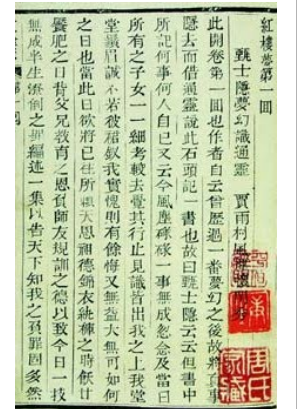 紅樓夢第一回
甄士隱夢幻識通靈 賈雨村風塵懷閨秀
此開卷第一回也作者自云曾歷過一番夢幻之後故將真事
隱去而借通靈說此石頭記一書也故曰甄士隱云云但書中
所記何事何人自己又云今風塵碌碌一事無成忽念及當日
所有之子女一一細考較去覺其行止見識皆出我之上我堂
堂鬚眉誠不若彼裙釵我實愧則有餘悔又無益大無可如何
之日也當此日欲將已往所賴天恩祖德錦衣紈褲之時飫甘
饜肥之日背父兄教育之恩負師友規訓之德以致今日一技
無成半生潦倒之罪編述一集以告天下知我之負罪固多然
第一回